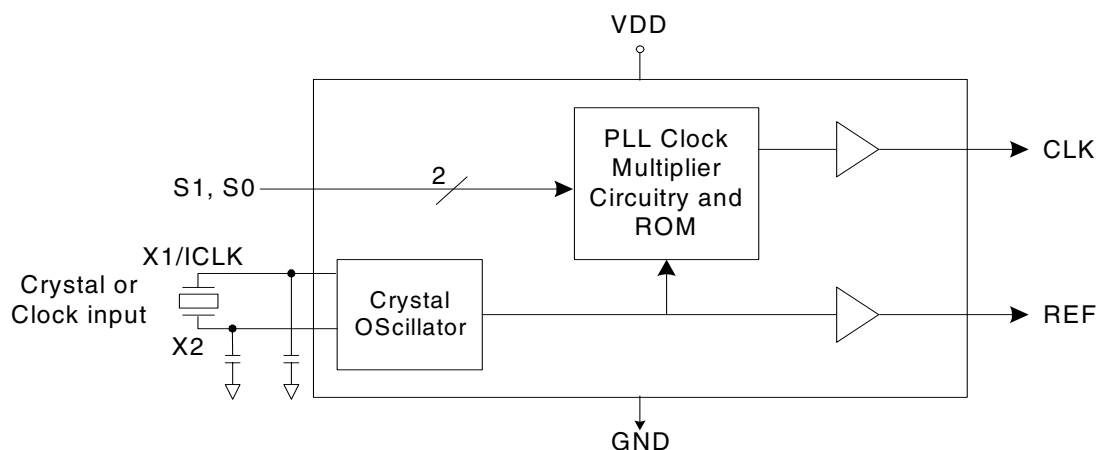 VDD
PLL Clock
Multiplier
Circuitry and
ROM
CLK
2
S1, S0
X1/ICLK
Crystal or
Clock input
X2
Crystal
OScillator
REF
GND